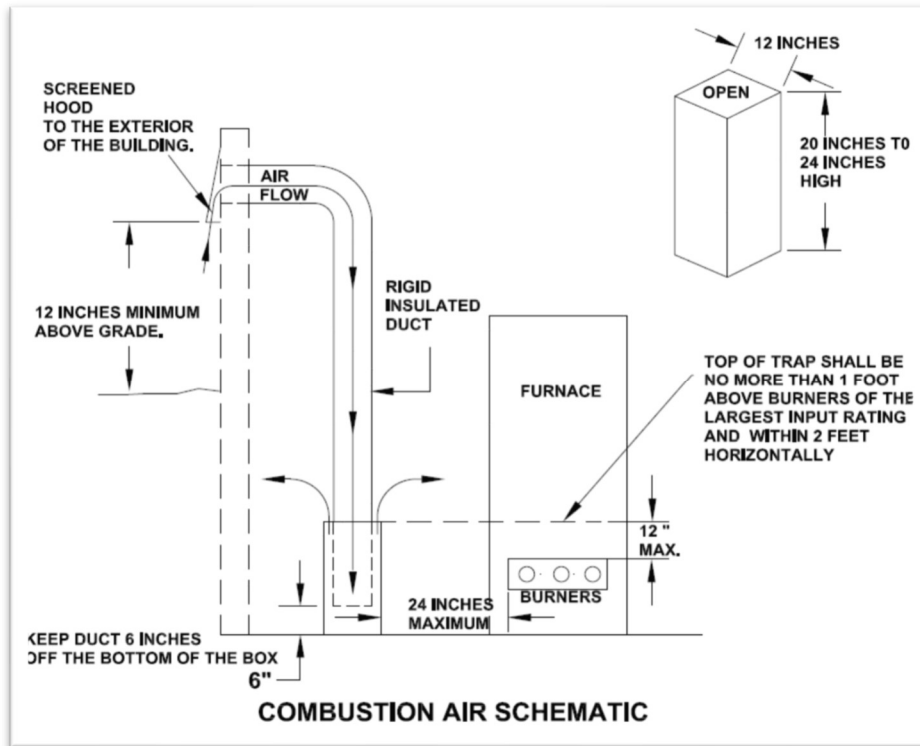 12 INCHES
OPEN
20 INCHES T0
24 INCHES
HIGH
SCREENED
HOOD
TO THE EXTERIOR
OF THE BUILDING.
AIR
FLOW
12 INCHES MINIMUM
ABOVE GRADE.
RIGID
INSULATED
DUCT
FURNACE
TOP OF TRAP SHALL BE
NO MORE THAN 1 FOOT
ABOVE BURNERS OF THE
LARGEST INPUT RATING
AND WITHIN 2 FEET
HORIZONTALLY
12 "
MAX.
BURNERS
24 INCHES
MAXIMUM
KEEP DUCT 6 INCHES
OFF THE BOTTOM OF THE BOX
6"
COMBUSTION AIR SCHEMATIC